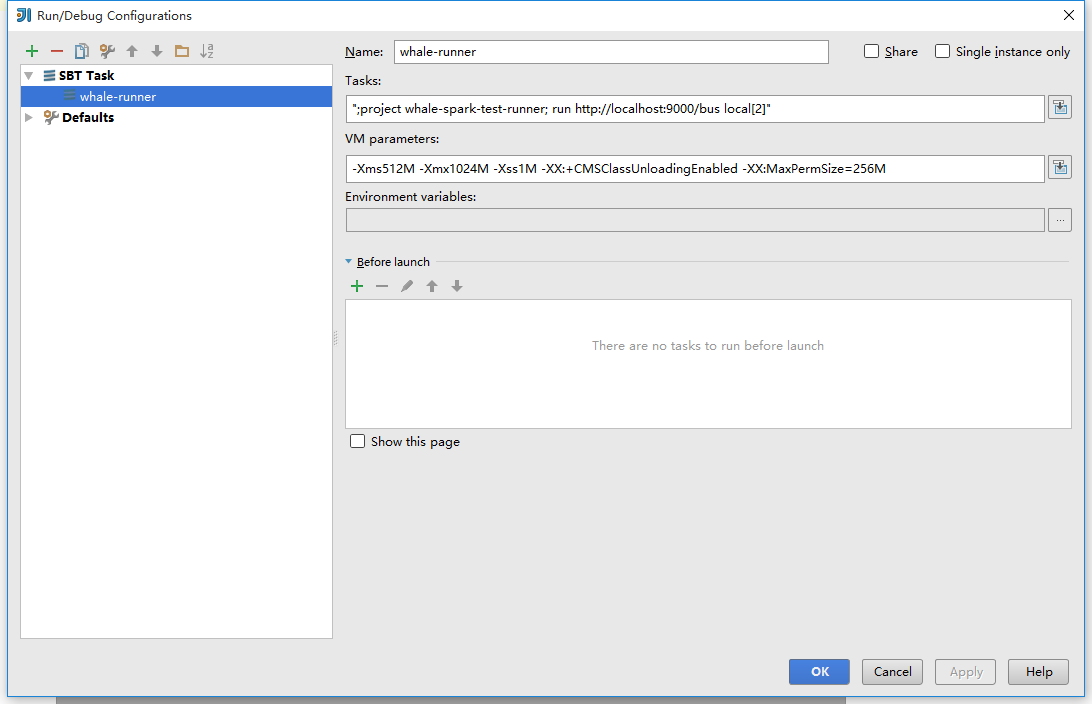 Run/Debug Configurations
Name: whale-runner Share Single instance only
SBT Task
whale-runner
Defaults
Tasks:
";project whale-spark-test-runner; run http://localhost:9000/bus local[2]"
VM parameters:
-Xms512M -Xmx1024M -Xss1M -XX:+CMSClassUnloadingEnabled -XX:MaxPermSize=256M
Environment variables:
...
Before launch
There are no tasks to run before launch
Show this page
OK Cancel Apply Help